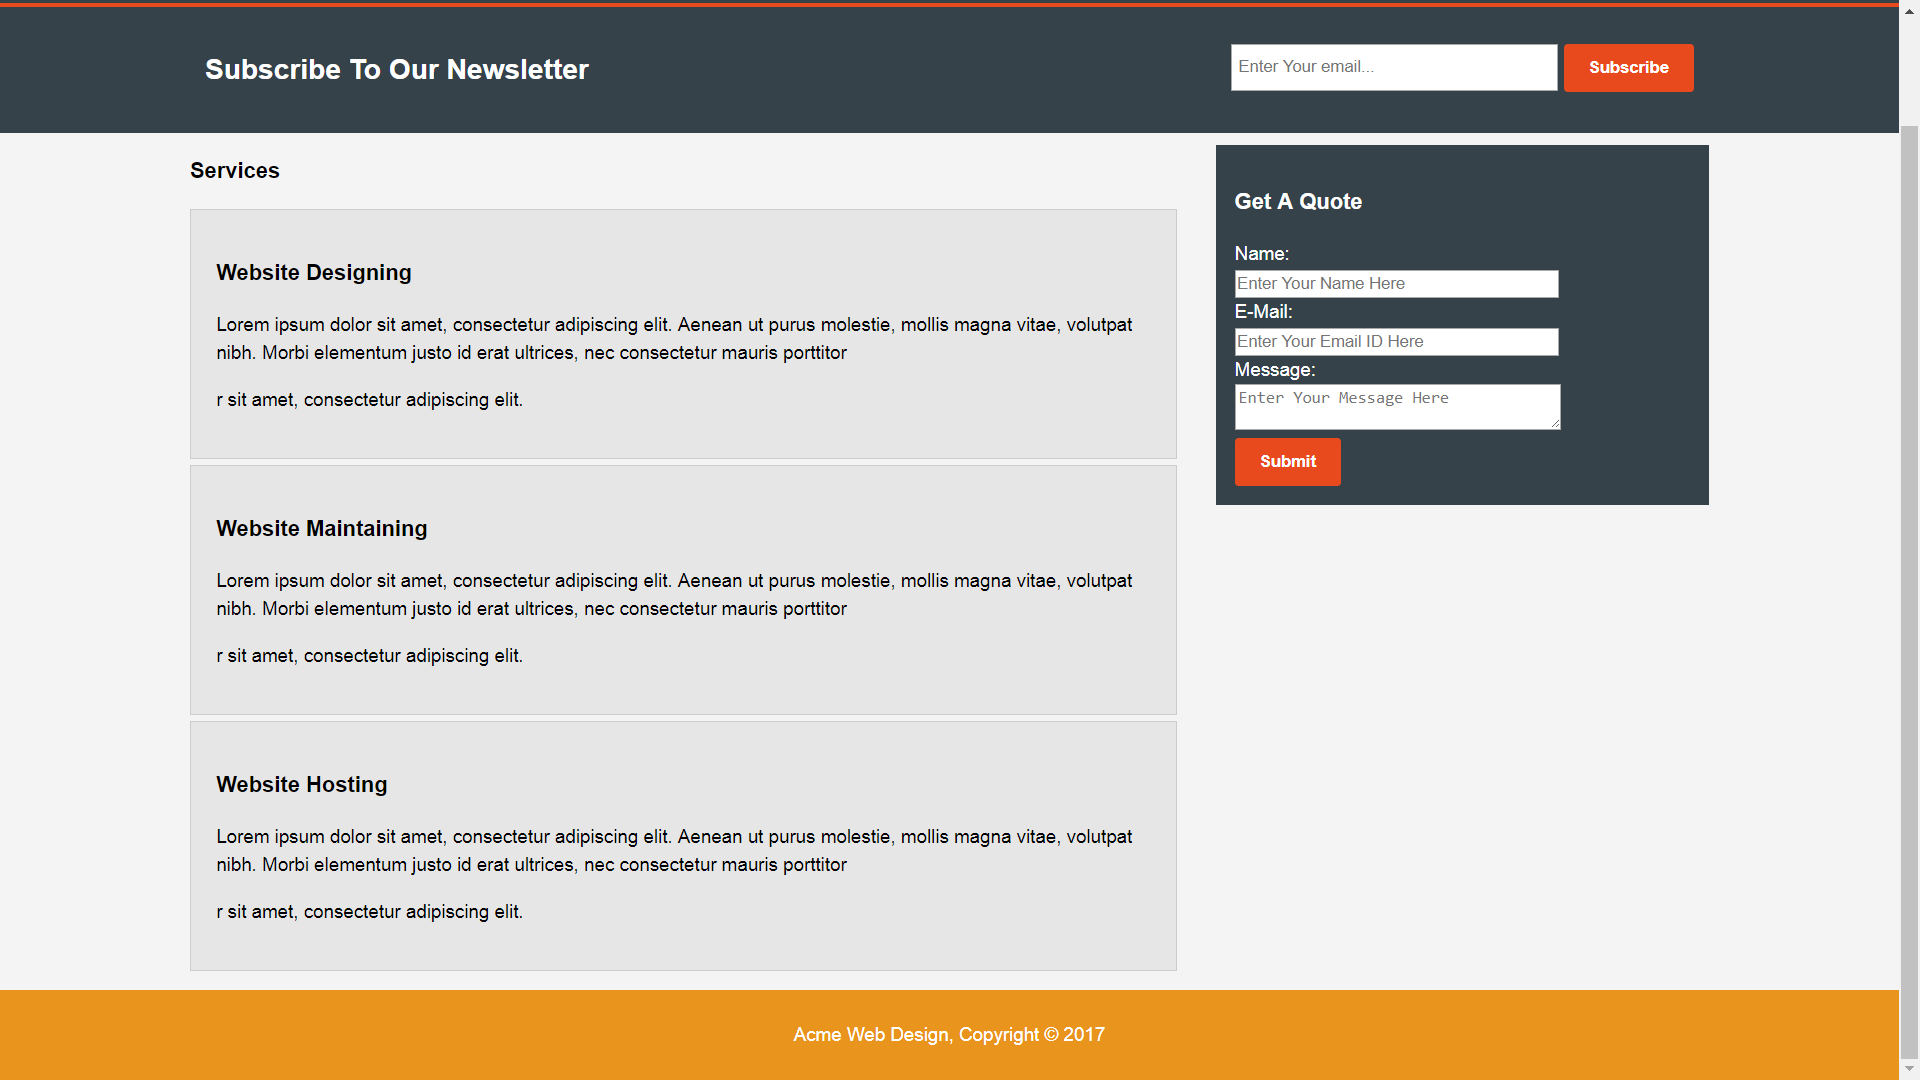 Subscribe To Our Newsletter
Enter Your email...
Subscribe
Services
Website Designing
Lorem ipsum dolor sit amet, consectetur adipiscing elit. Aenean ut purus molestie, mollis magna vitae, volutpat
nibh. Morbi elementum justo id erat ultrices, nec consectetur mauris porttitor
r sit amet, consectetur adipiscing elit.
Website Maintaining
Lorem ipsum dolor sit amet, consectetur adipiscing elit. Aenean ut purus molestie, mollis magna vitae, volutpat
nibh. Morbi elementum justo id erat ultrices, nec consectetur mauris porttitor
r sit amet, consectetur adipiscing elit.
Website Hosting
Lorem ipsum dolor sit amet, consectetur adipiscing elit. Aenean ut purus molestie, mollis magna vitae, volutpat
nibh. Morbi elementum justo id erat ultrices, nec consectetur mauris porttitor
r sit amet, consectetur adipiscing elit.
Get A Quote
Name:
Enter Your Name Here
E-Mail:
Enter Your Email ID Here
Message:
Enter Your Message Here
Submit
Acme Web Design, Copyright © 2017